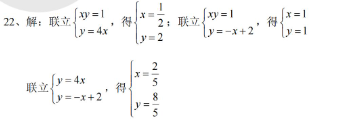 22、解：联立{xy=1, y=4x，得{x=1/2, y=2；联立{xy=1, y=-x+2，得{x=1, y=1
联立{y=4x, y=-x+2，得{x=2/5, y=8/5